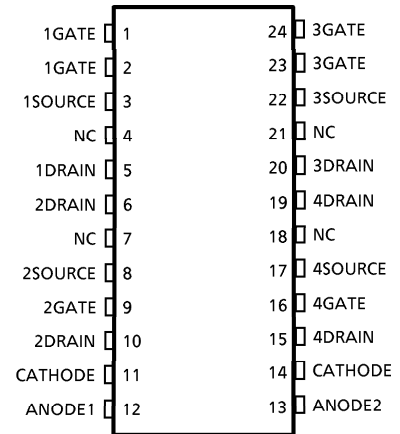 1GATE 1 24 3GATE
1GATE 2 23 3GATE
1SOURCE 3 22 3SOURCE
NC 4 21 NC
1DRAIN 5 20 3DRAIN
2DRAIN 6 19 4DRAIN
NC 7 18 NC
2SOURCE 8 17 4SOURCE
2GATE 9 16 4GATE
2DRAIN 10 15 4DRAIN
CATHODE 11 14 CATHODE
ANODE1 12 13 ANODE2